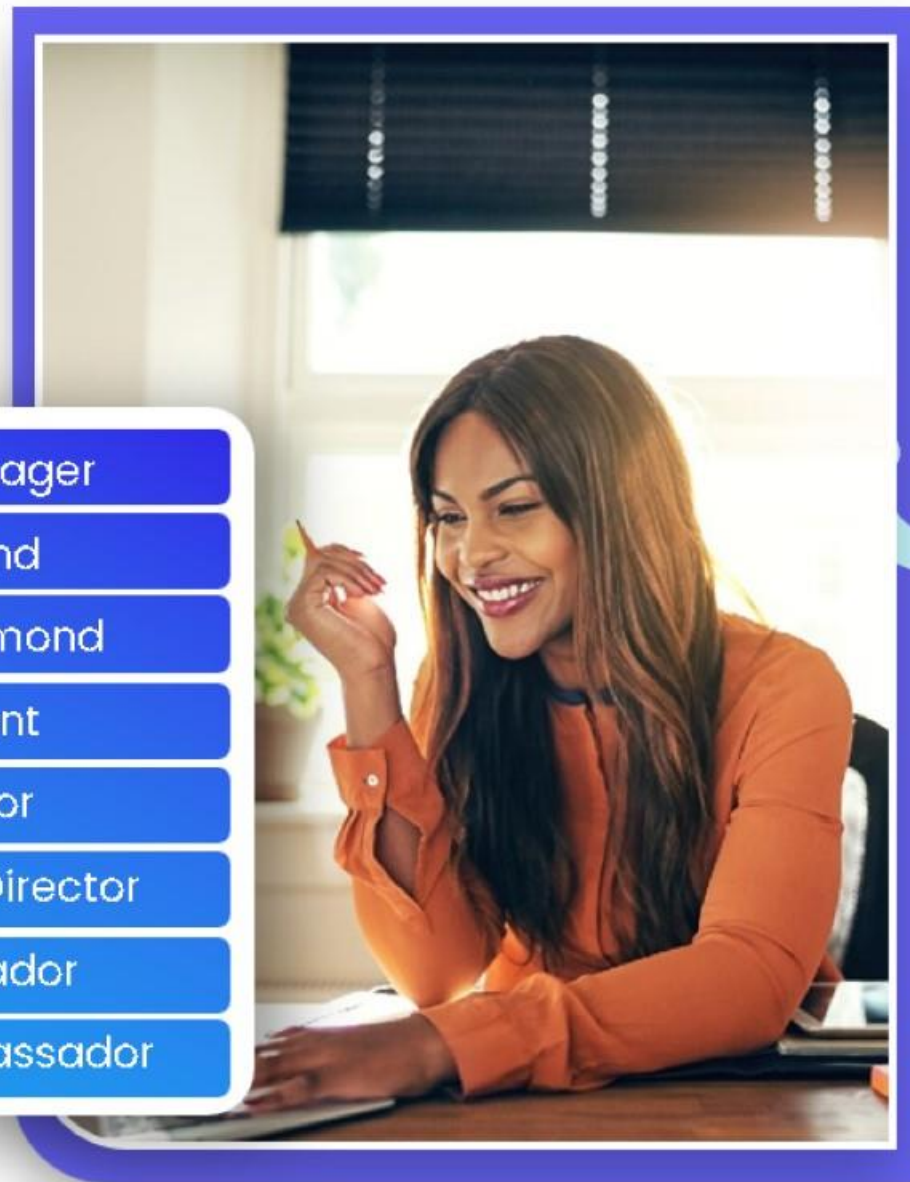 ager
nd
mond
nt
or
Director
ador
assador